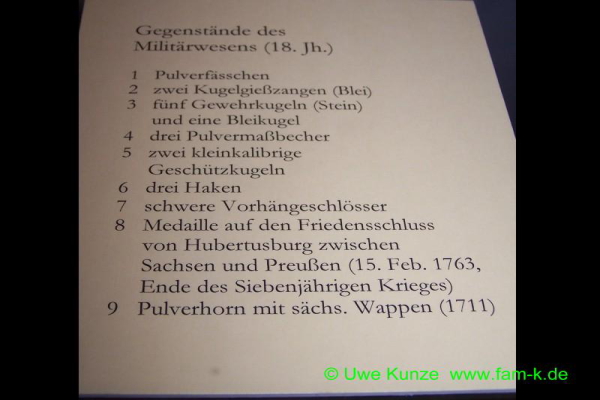 Gegenstände des
Militärwesens (18. Jh.)
1 Pulverfässchen
2 zwei Kugelgießzangen (Blei)
3 fünf Gewehrkugeln (Stein)
und eine Bleikugel
4 drei Pulvermaßbecher
5 zwei kleinkalibrige
Geschützkugeln
6 drei Haken
7 schwere Vorhängeschlösser
8 Medaille auf den Friedensschluss
von Hubertusburg zwischen
Sachsen und Preußen (15. Feb. 1763,
Ende des Siebenjährigen Krieges)
9 Pulverhorn mit sächs. Wappen (1711)
© Uwe Kunze www.fam-k.de